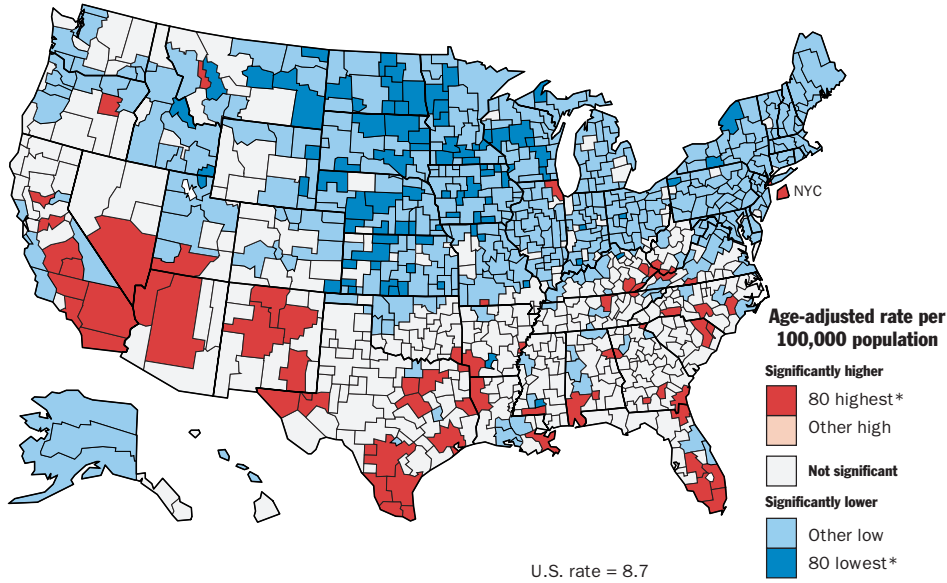 NYC
Age-adjusted rate per
100,000 population
Significantly higher
80 highest*
Other high
Not significant
Significantly lower
Other low
80 lowest*
U.S. rate = 8.7